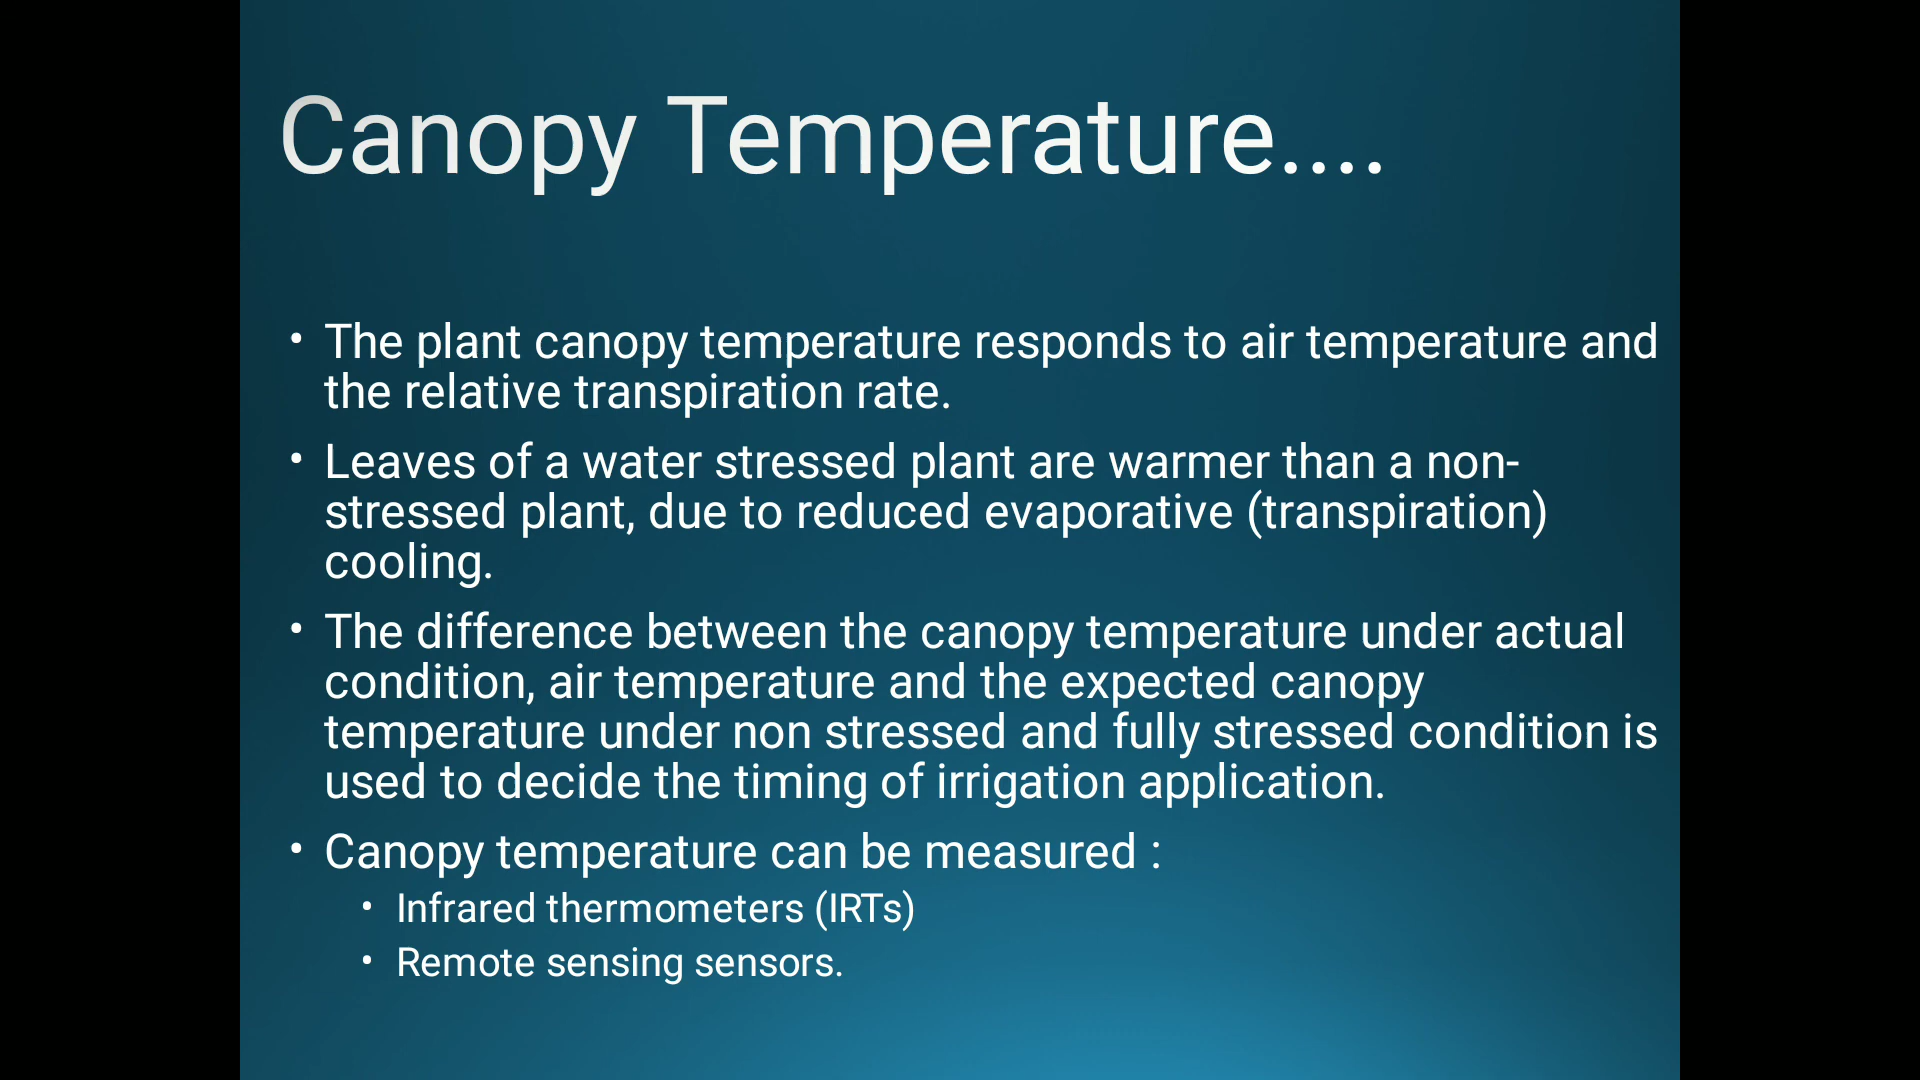 Canopy Temperature....
• The plant canopy temperature responds to air temperature and
the relative transpiration rate.
• Leaves of a water stressed plant are warmer than a non-
stressed plant, due to reduced evaporative (transpiration)
cooling.
• The difference between the canopy temperature under actual
condition, air temperature and the expected canopy
temperature under non stressed and fully stressed condition is
used to decide the timing of irrigation application.
• Canopy temperature can be measured :
• Infrared thermometers (IRTs)
• Remote sensing sensors.